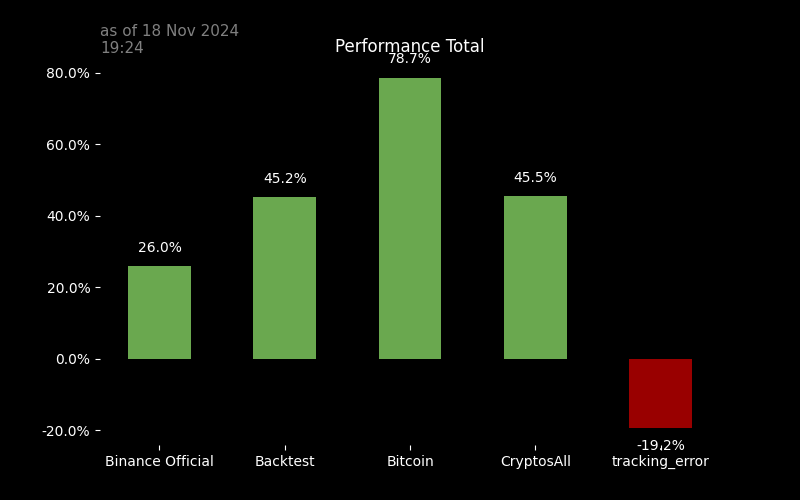 as of 18 Nov 2024
19:24
Performance Total
80.0%
60.0%
40.0%
20.0%
0.0%
-20.0%
26.0%
45.2%
78.7%
45.5%
-19.2%
Binance Official
Backtest
Bitcoin
CryptosAll
tracking_error